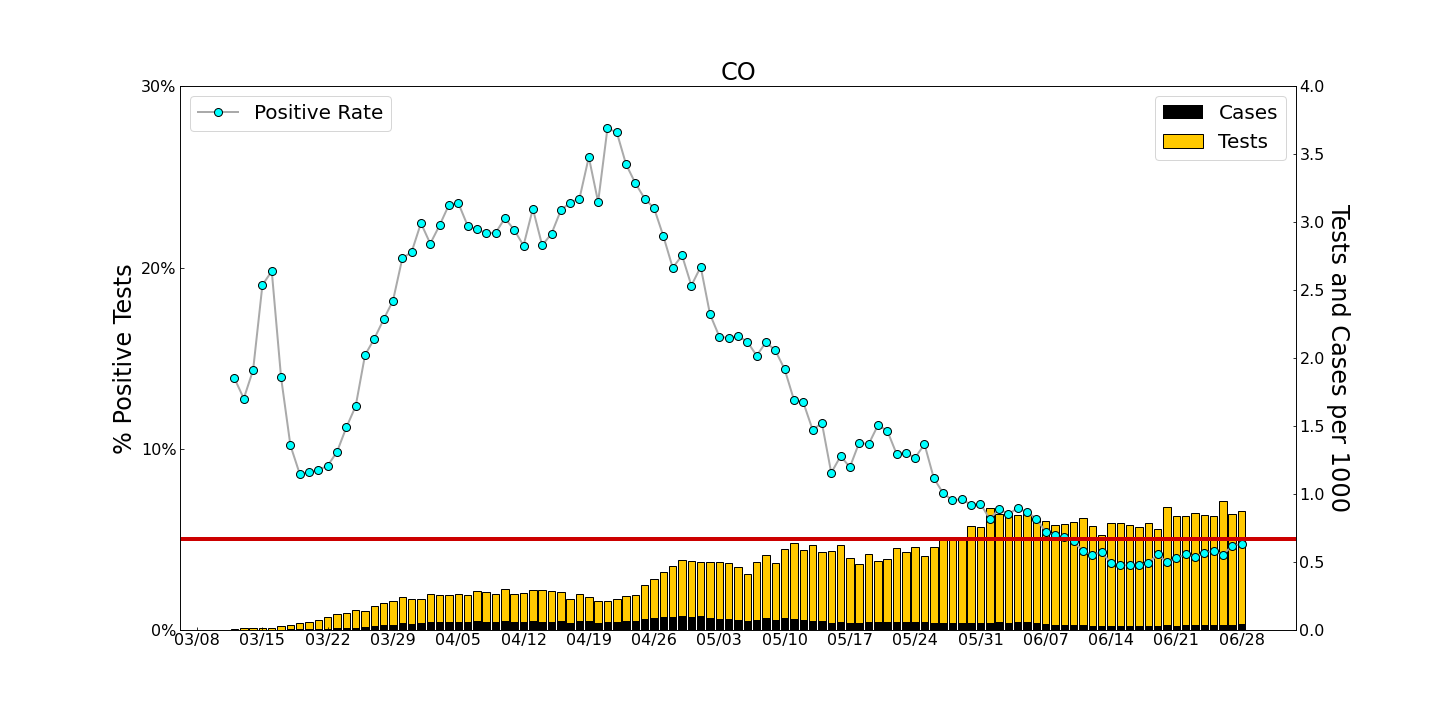 CO
30%
20%
10%
0%
% Positive Tests
Positive Rate
Cases
Tests
4.0
3.5
3.0
2.5
2.0
1.5
1.0
0.5
0.0
Tests and Cases per 1000
03/08 03/15 03/22 03/29 04/05 04/12 04/19 04/26 05/03 05/10 05/17 05/24 05/31 06/07 06/14 06/21 06/28